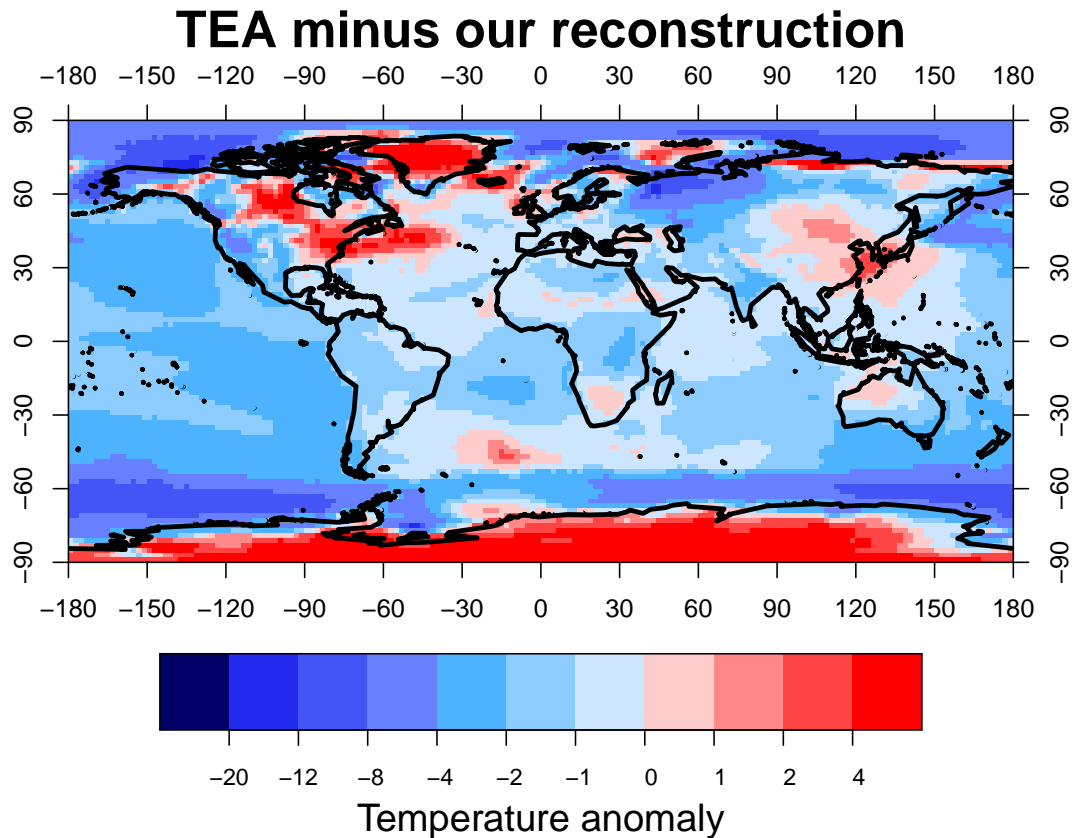 TEA minus our reconstruction
−180 −120 −150 −90 −60 −30 0 30 60 90 120 150 180
90 60 30 0 −30 −60 −90
90 60 30 0 −30 −60 −90
−180 −150 −120 −90 −60 −30 0 30 60 90 120 150 180
−20 −12 −8 −4 −2 −1 0 1 2 4
Temperature anomaly